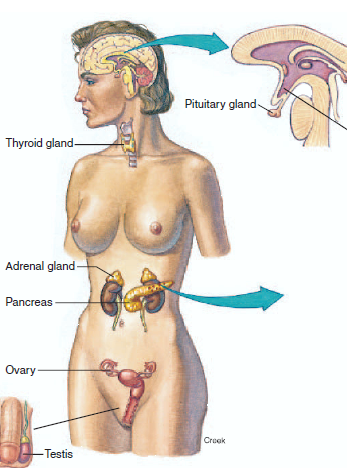 Pituitary gland
Thyroid gland
Adrenal gland
Pancreas
Ovary
Creek
Testis